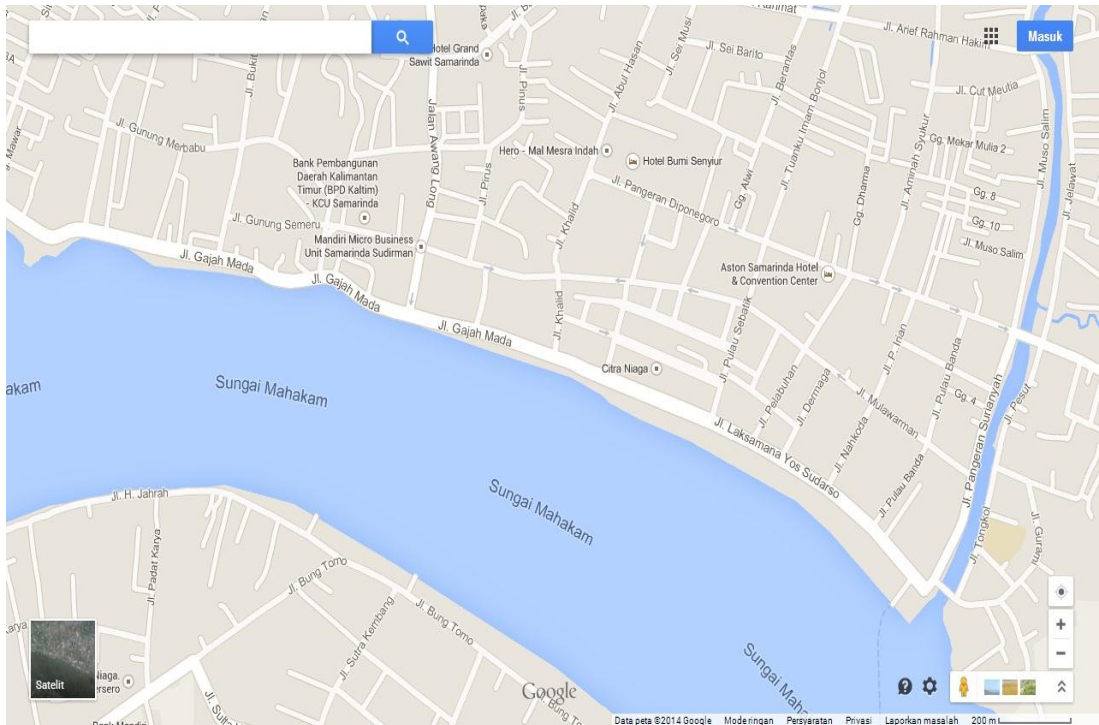 Jl. Arief Rahman Hakim
Masuk
Hotel Grand
Sawit Samarinda
Jl. Pinus
Jl. Abul Hasan
Jl. Sei Musi
Jl. Sei Barito
Jl. Berantas
Jl. Cut Meutia
Jl. Gunung Merbabu
Jalan Awang Long
Jl. Tuanku Imam Bonjol
Jl. Aminah Syukur
Gg. Mekar Mulia 2
Jl. Muso Salim
Hero - Mal Mesra Indah
Hotel Bumi Senyiur
Bank Pembangunan
Daerah Kalimantan
Timur (BPD Kaltim)
- KCU Samarinda
Jl. Pirus
Jl. Pangeran Diponegoro
Gg. Alwi
Gg. Dharma
Gg. 8
Jl. Jelawat
Jl. Gunung Semeru
Jl. Khalid
Gg. 10
Mandiri Micro Business
Unit Samarinda Sudirman
Jl. Muso Salim
Jl. Gajah Mada
Jl. Gajah Mada
Aston Samarinda Hotel
& Convention Center
Jl. Gajah Mada
Jl. Khalid
Jl. Pulau Sebatik
Jl. P. Irian
Jl. Pulau Banda
Citra Niaga
Sungai Mahakam
akam
Jl. Pelabuhan
Jl. Dermaga
Jl. Mulawarman
Gg. 4
Jl. Pesut
Jl. Laksamana Yos Sudarso
Jl. Nahkoda
Jl. Pangeran Suriansyah
Jl. H. Jahrah
Sungai Mahakam
Jl. Pulau Banda
Jl. Tongkol
Jl. Gurami
Jl. Padat Karya
Jl. Bung Tomo
Jl. Bung Tomo
Jl. Sutra Kembang
Satelit
Niaga.
ersero
Google
Data peta ©2014 Google Mode ringan Persyaratan Privasi Laporkan masalah 200 m